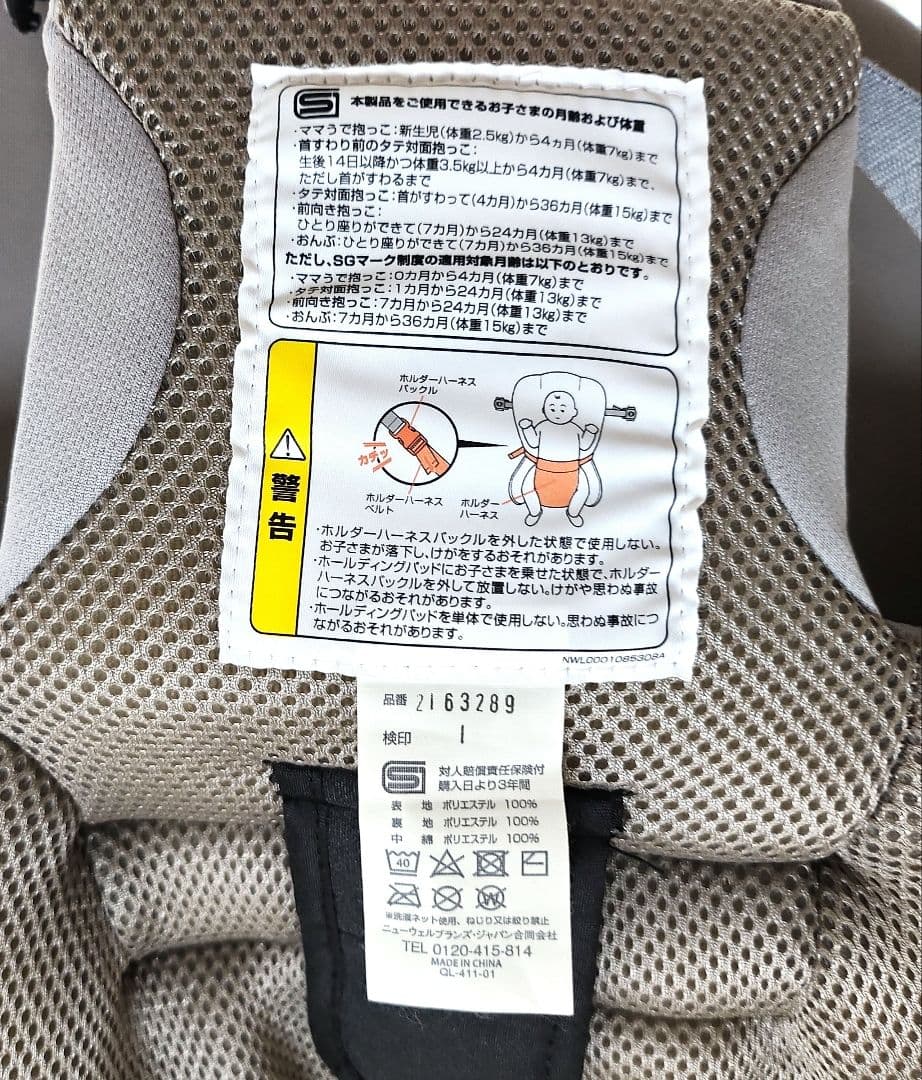 本製品をご使用できるお子さまの月齢および体重
・ママうで抱っこ:新生児(体重2.5kg)から4ヵ月(体重7kg)まで
・首すわり前のタテ対面抱っこ:
生後14日以降かつ体重3.5kg以上から4カ月(体重7kg)まで、
ただし首がすわるまで
・タテ対面抱っこ:首がすわって(4カ月)から36カ月(体重15kg)まで
・前向き抱っこ:
ひとり座りができて(7カ月)から24カ月(体重13kg)まで
・おんぶ:ひとり座りができて(7カ月)から36カ月(体重15kg)まで
ただし、SGマーク制度の適用対象月齢は以下のとおりです。
・ママうで抱っこ:0カ月から4カ月(体重7kg)まで
・タテ対面抱っこ:1カ月から24カ月(体重13kg)まで
・前向き抱っこ:7カ月から24カ月(体重13kg)まで
・おんぶ:7カ月から36カ月(体重15kg)まで
警告
ホルダーハーネス
バックル
カチッ
ホルダーハーネス
ベルト
ホルダー
ハーネス
・ホルダーハーネスバックルを外した状態で使用しない。
お子さまが落下し、けがをするおそれがあります。
・ホールディングパッドにお子さまを乗せた状態で、ホルダー
ハーネスバックルを外して放置しない。けがや思わぬ事故
につながるおそれがあります。
・ホールディングパッドを単体で使用しない。思わぬ事故につ
ながるおそれがあります。
NWL0001085308A
品番 2163289
検印 1
対人賠償責任保険付
購入日より3年間
表 地 ポリエステル 100%
裏 地 ポリエステル 100%
中 綿 ポリエステル 100%
40
W
※洗濯ネット使用、ねじり又は絞り禁止
ニューウェルブランズ・ジャパン合同会社
TEL 0120-415-814
MADE IN CHINA
QL-411-01